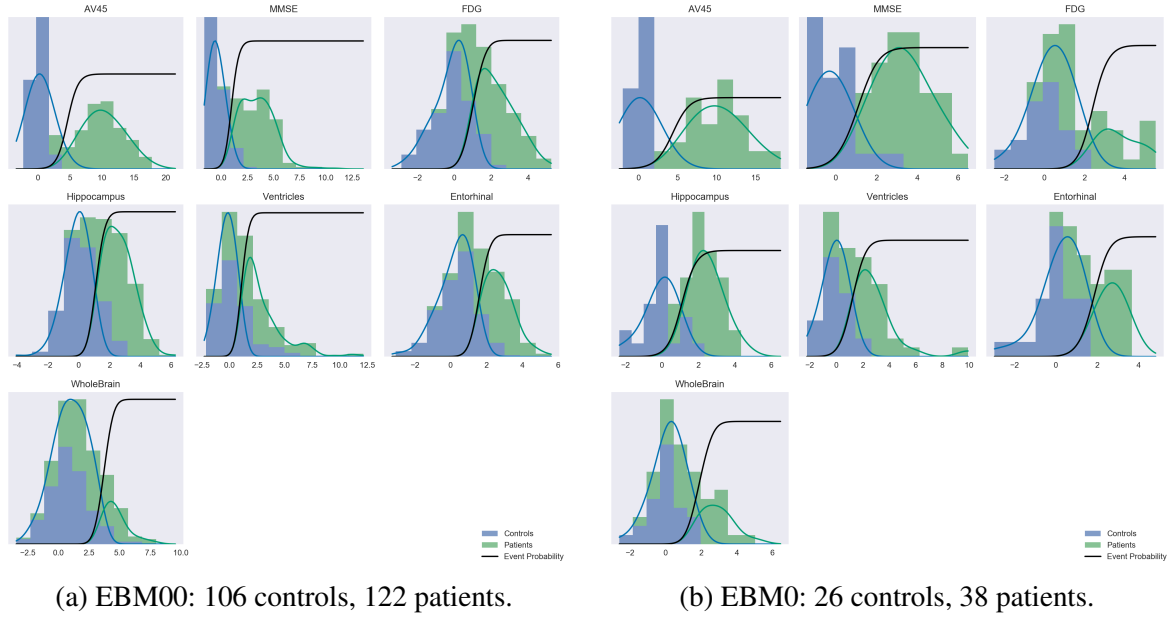 AV45
MMSE
FDG
0 5 10 15 20
0.0 2.5 5.0 7.5 10.0 12.5
−2 0 2 4
Hippocampus
Ventricles
Entorhinal
−4 −2 0 2 4 6
−2.5 0.0 2.5 5.0 7.5 10.0 12.5
−2 0 2 4 6
WholeBrain
−2.5 0.0 2.5 5.0 7.5 10.0
Controls
Patients
Event Probability
(a) EBM00: 106 controls, 122 patients.
AV45
MMSE
FDG
0 5 10 15
0 2 4 6
−2 0 2 4
Hippocampus
Ventricles
Entorhinal
−2 0 2 4 6
−2 0 2 4 6 8 10
−2 0 2 4
WholeBrain
−2 0 2 4 6
Controls
Patients
Event Probability
(b) EBM0: 26 controls, 38 patients.